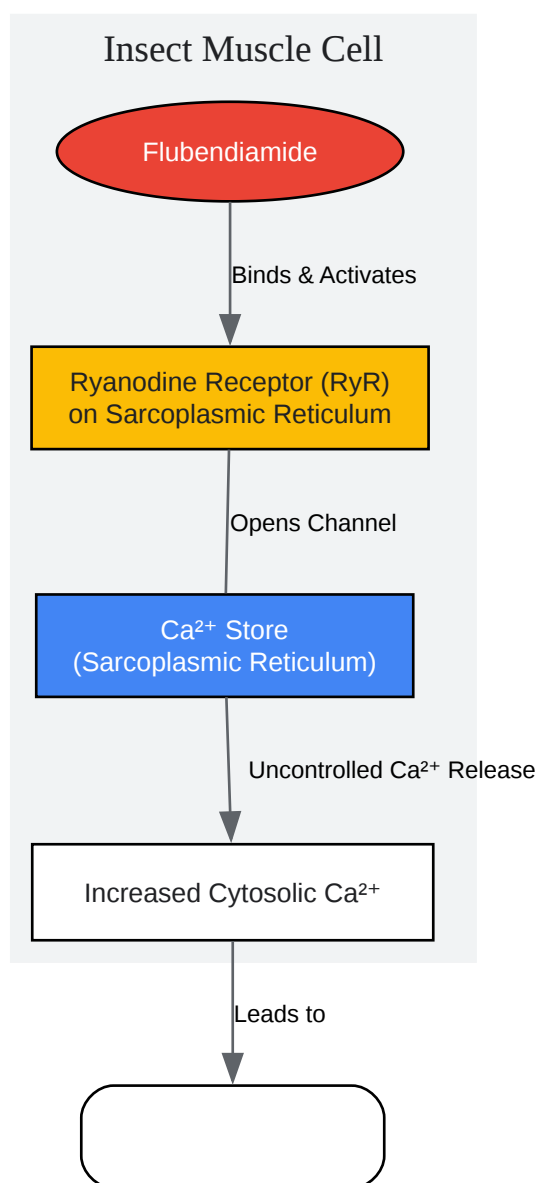 Insect Muscle Cell
Flubendiamide
Binds & Activates
Ryanodine Receptor (RyR)
on Sarcoplasmic Reticulum
Opens Channel
Ca²⁺ Store
(Sarcoplasmic Reticulum)
Uncontrolled Ca²⁺ Release
Increased Cytosolic Ca²⁺
Leads to